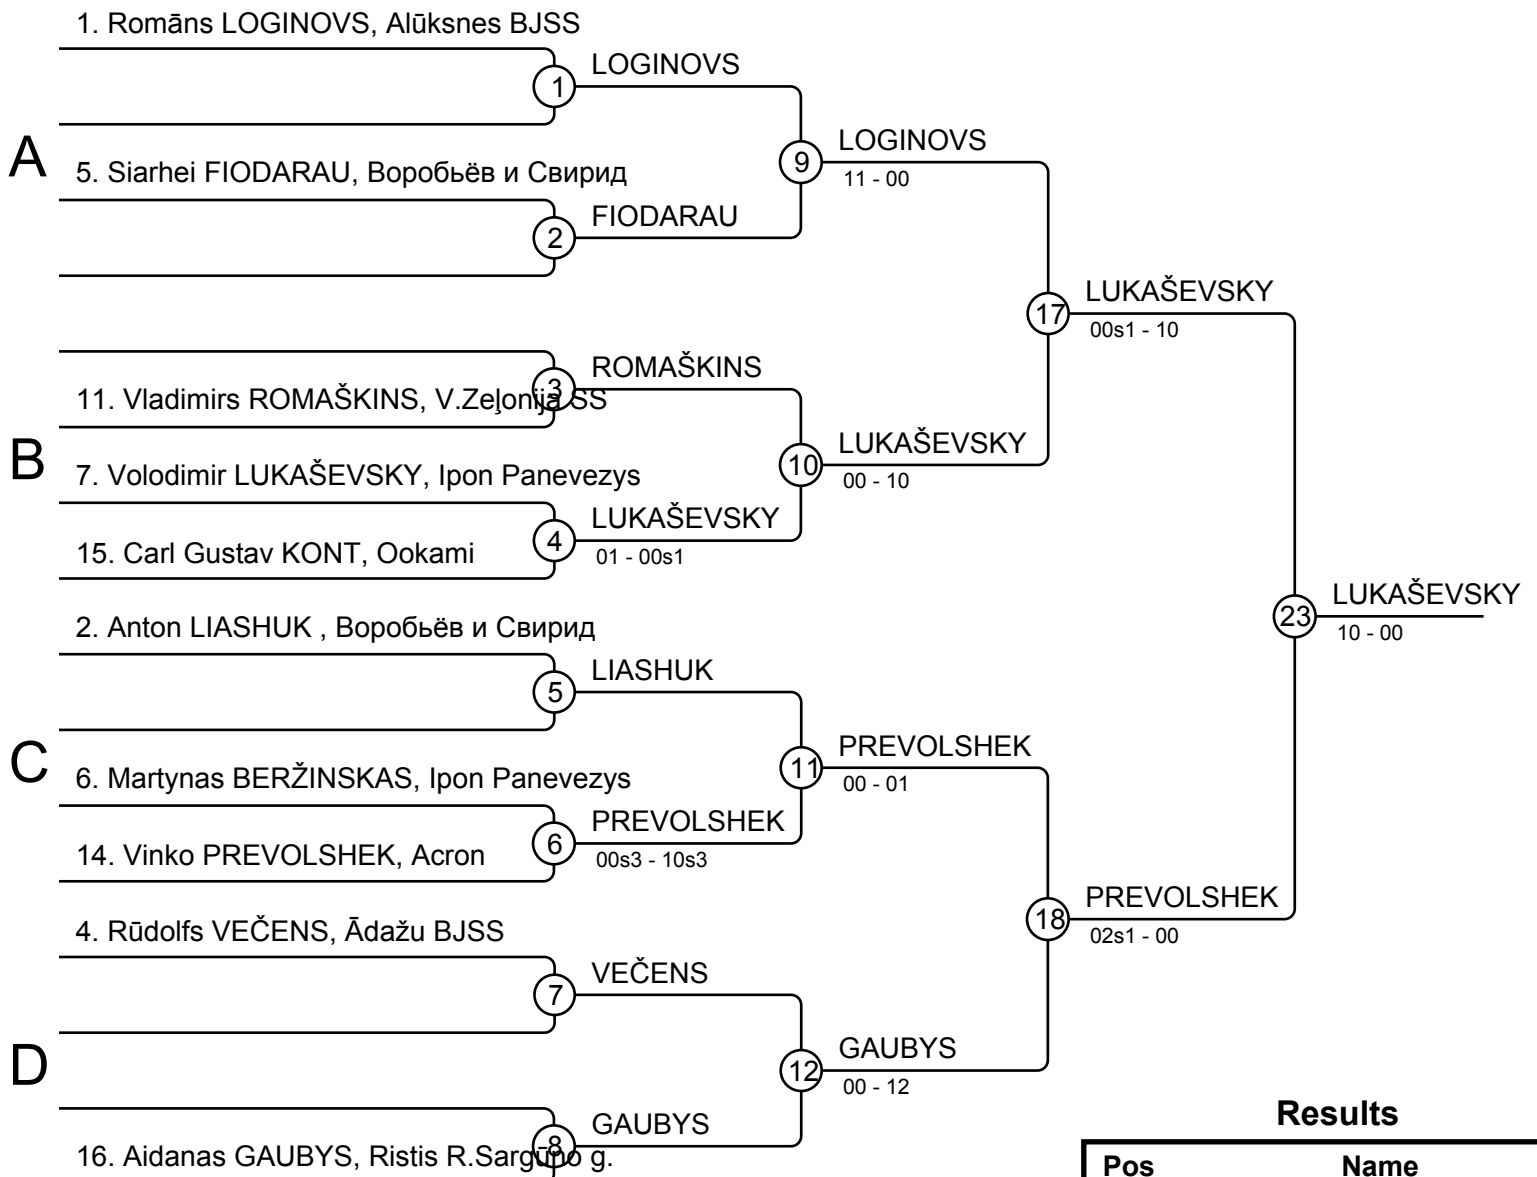 1. Romāns LOGINOVS, Alūksnes BJSS
LOGINOVS
1
A
LOGINOVS
9
11 - 00
5. Siarhei FIODARAU, Воробьёв и Свирид
FIODARAU
2
LUKAŠEVSKY
17
00s1 - 10
ROMAŠKINS
3
11. Vladimirs ROMAŠKINS, V.Zeļonija SS
B
LUKAŠEVSKY
10
00 - 10
7. Volodimir LUKAŠEVSKY, Ipon Panevezys
LUKAŠEVSKY
4
01 - 00s1
15. Carl Gustav KONT, Ookami
LUKAŠEVSKY
23
10 - 00
2. Anton LIASHUK , Воробьёв и Свирид
LIASHUK
5
C
PREVOLSHEK
11
00 - 01
6. Martynas BERŽINSKAS, Ipon Panevezys
PREVOLSHEK
6
00s3 - 10s3
14. Vinko PREVOLSHEK, Acron
PREVOLSHEK
18
02s1 - 00
4. Rūdolfs VEČENS, Ādažu BJSS
VEČENS
7
D
GAUBYS
12
00 - 12
GAUBYS
8
16. Aidanas GAUBYS, Ristis R.Sargūno g.
Results
Pos Name